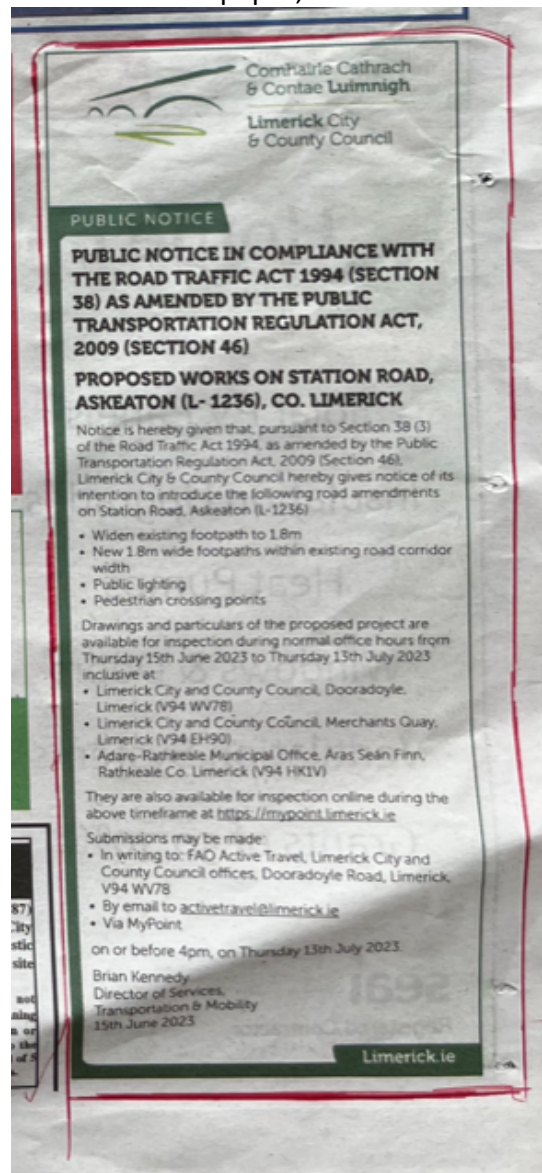 Comhairle Cathrach
& Contae Luimnigh
Limerick City
& County Council
PUBLIC NOTICE
PUBLIC NOTICE IN COMPLIANCE WITH
THE ROAD TRAFFIC ACT 1994 (SECTION
38) AS AMENDED BY THE PUBLIC
TRANSPORTATION REGULATION ACT,
2009 (SECTION 46)
PROPOSED WORKS ON STATION ROAD,
ASKEATON (L- 1236), CO. LIMERICK
Notice is hereby given that, pursuant to Section 38 (3)
of the Road Traffic Act 1994, as amended by the Public
Transportation Regulation Act, 2009 (Section 46),
Limerick City & County Council hereby gives notice of its
intention to introduce the following road amendments
on Station Road, Askeaton (L-1236)
• Widen existing footpath to 1.8m
• New 1.8m wide footpaths within existing road corridor
width
• Public lighting
• Pedestrian crossing points
Drawings and particulars of the proposed project are
available for inspection during normal office hours from
Thursday 15th June 2023 to Thursday 13th July 2023
inclusive at:
• Limerick City and County Council, Dooradoyle,
Limerick (V94 WV78)
• Limerick City and County Council, Merchants Quay,
Limerick (V94 EH90)
• Adare-Rathkeale Municipal Office, Aras Seán Finn,
Rathkeale Co. Limerick (V94 HK1V)
They are also available for inspection online during the
above timeframe at https://mypoint.limerick.ie
Submissions may be made:
• In writing to: FAO Active Travel, Limerick City and
County Council offices, Dooradoyle Road, Limerick,
V94 WV78
• By email to activetravel@limerick.ie
• Via MyPoint
on or before 4pm, on Thursday 13th July 2023.
Brian Kennedy
Director of Services,
Transportation & Mobility
15th June 2023
Limerick.ie
87)
City
stic
site
not
ning
n or
the
of S